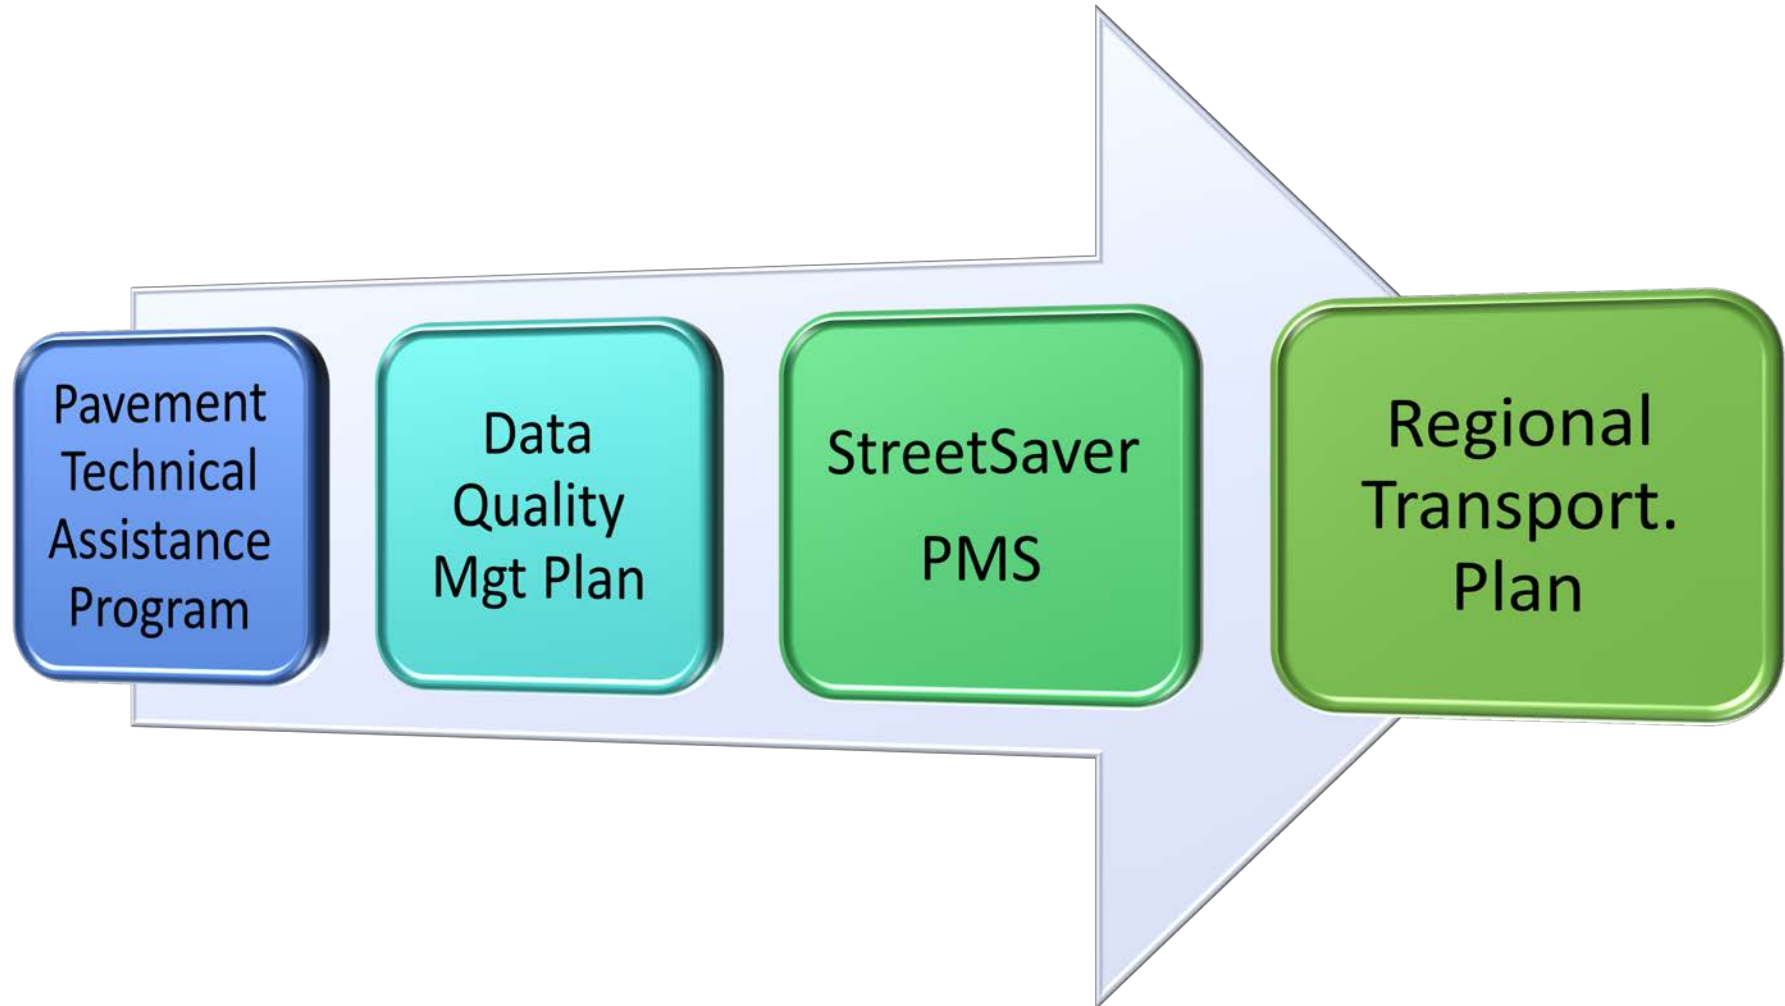 Pavement
Technical
Assistance
Program
Data
Quality
Mgt Plan
StreetSaver
PMS
Regional
Transport.
Plan